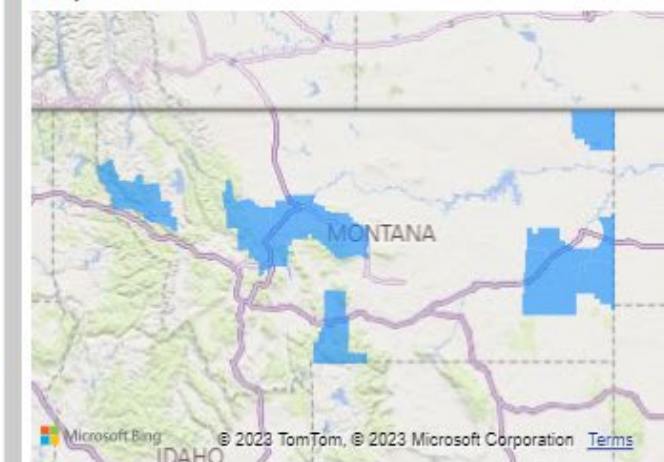 MONTANA
Microsoft Bing
© 2023 TomTom, © 2023 Microsoft Corporation Terms
IDAHO